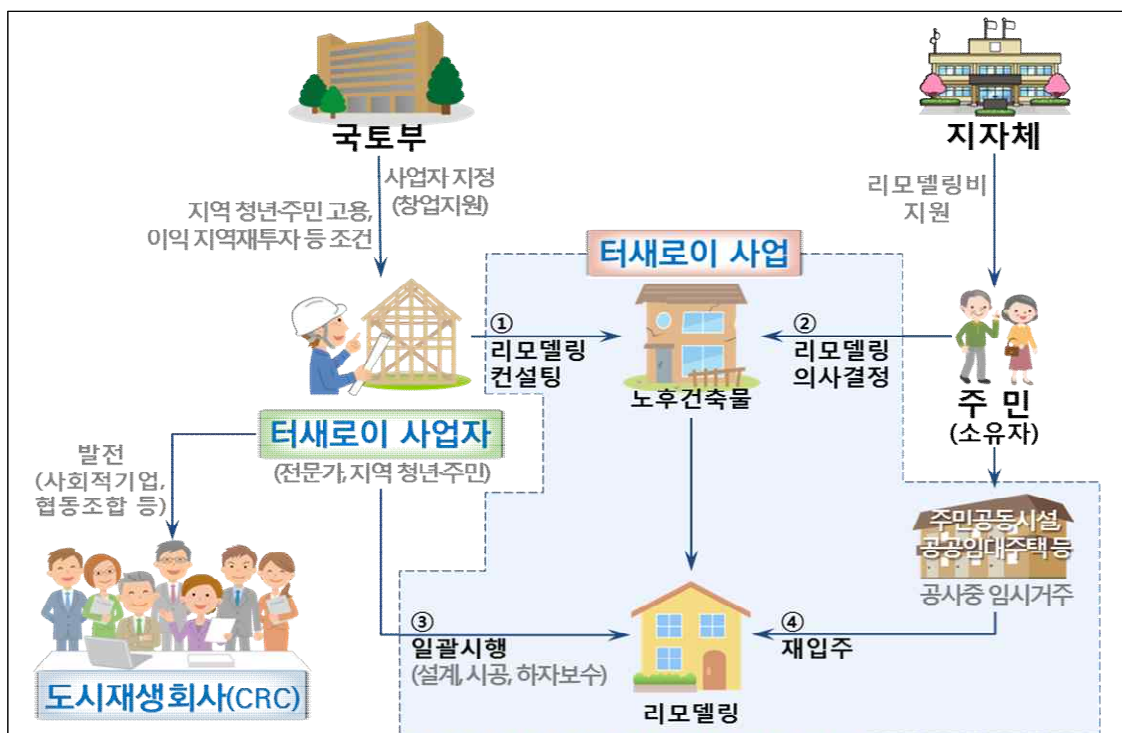 국토부
지자체
사업자 지정
(창업지원)
지역 청년·주민 고용,
이익 지역재투자 등 조건
리모델링비
지원
터새로이 사업
①
리모델링
컨설팅
②
리모델링
의사결정
노후건축물
주 민
(소유자)
터새로이 사업자
(전문가, 지역 청년·주민)
발전
(사회적기업,
협동조합 등)
주민공동시설,
공공임대주택 등
공사중 임시거주
③
일괄시행
(설계, 시공, 하자보수)
④
재입주
리모델링
도시재생회사(CRC)